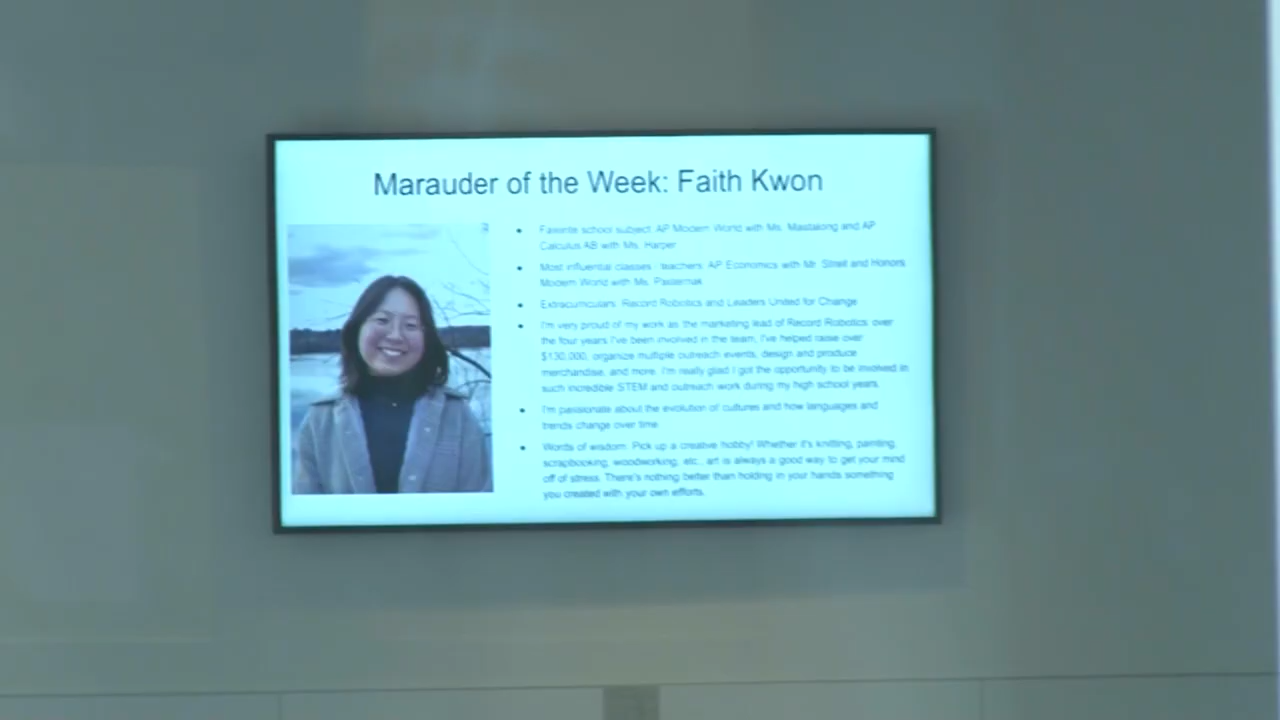 Marauder of the Week: Faith Kwon
Favorite school subject: AP Modern World with Ms. and AP
Calculus AB with Ms. Harper
Most influential classes / teachers: AP Economics with Mr. and Honors
Modern World with Ms. Pasternak
Extracurriculars: Record Robotics and Leaders United for Change
I'm very proud of my work as the marketing lead of Record Robotics; over
the four years I've been involved in the team, I've helped raise over
$130,000, organize multiple outreach events, design and produce
merchandise, and more. I'm really glad I got the opportunity to be involved in
such incredible STEM and outreach work during my high school years.
I'm passionate about the evolution of cultures and how languages and
trends change over time.
Words of wisdom: Pick up a creative hobby! Whether it's knitting, painting,
scrapbooking, woodworking, etc., art is always a good way to get your mind
off of stress. There's nothing better than holding in your hands something
you created with your own efforts.